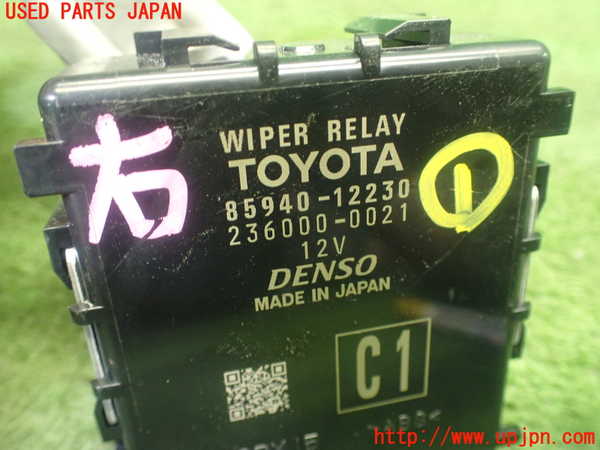 USED PARTS JAPAN
WIPER RELAY
TOYOTA
85940-12230
236000-0021
12V
DENSO
MADE IN JAPAN
右
1
C1
http://www.upjpn.com